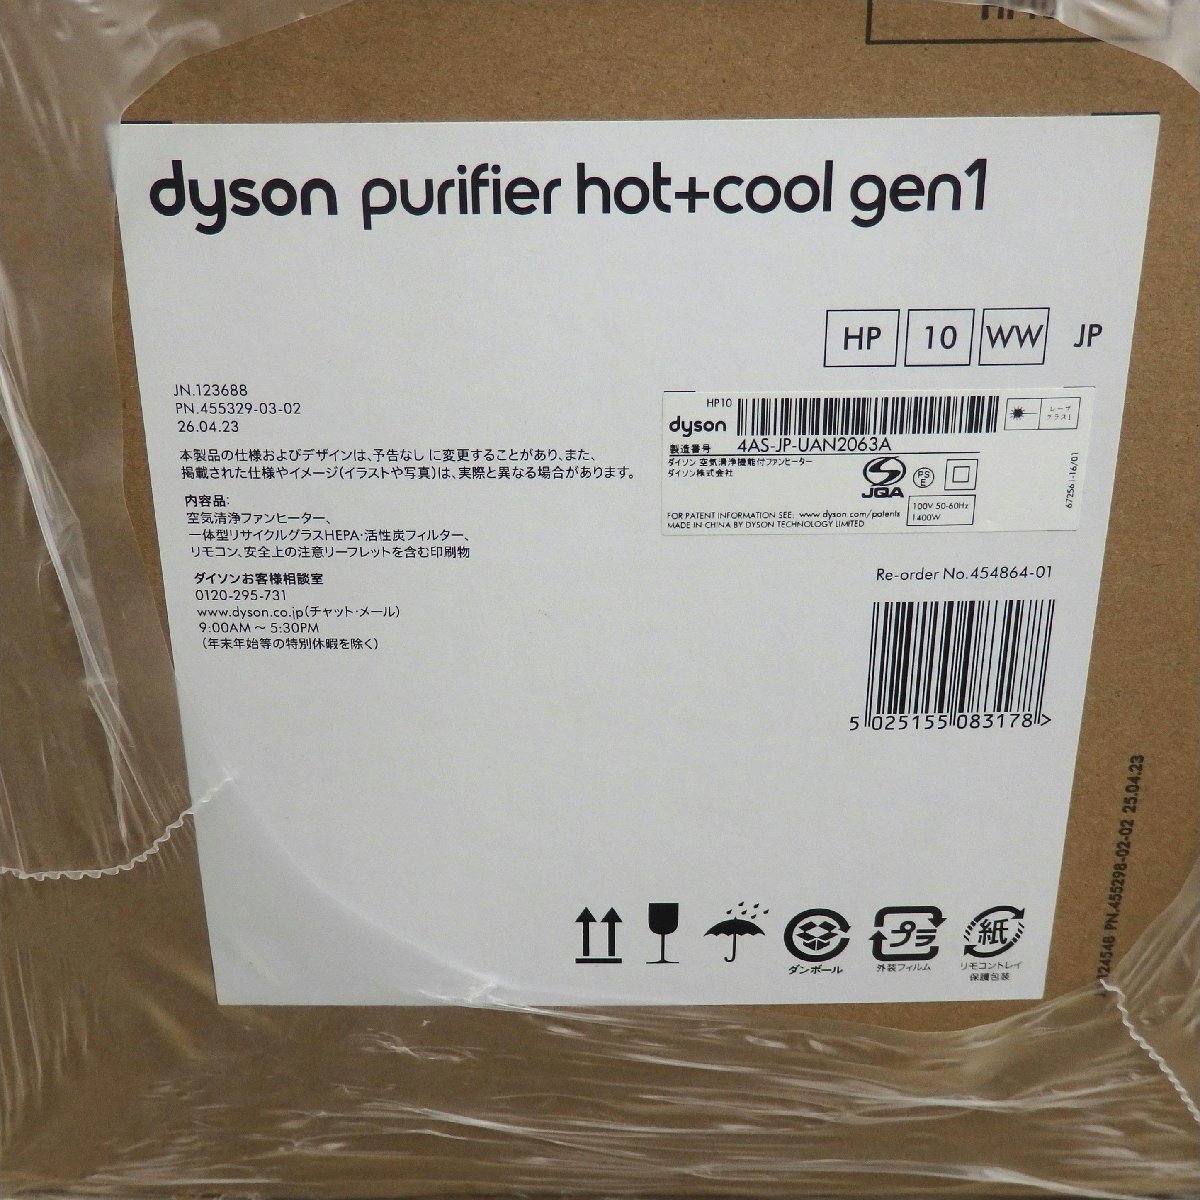 dyson purifier hot+cool gen1
HP 10 WW JP
JN.123688
PN.455329-03-02
26.04.23
本製品の仕様およびデザインは、予告なしに変更することがあり、また、
掲載された仕様やイメージ(イラストや写真)は、実際と異なる場合があります。
内容品:
空気清浄ファンヒーター、
一体型リサイクルグラスHEPA・活性炭フィルター、
リモコン、安全上の注意リーフレットを含む印刷物
ダイソンお客様相談室
0120-295-731
www.dyson.co.jp(チャット・メール)
9:00AM ~ 5:30PM
(年末年始等の特別休暇を除く)
HP10
dyson
製造番号 4AS-JP-UAN2063A
ダイソン 空気清浄機能付ファンヒーター
ダイソン株式会社
JQA
PS
E
レーザ
クラス1
FOR PATENT INFORMATION SEE: www.dyson.com/patents
MADE IN CHINA BY DYSON TECHNOLOGY LIMITED
100V 50-60Hz
1400W
672561-16/01
Re-order No.454864-01
5 025155 083178 >
ダンボール
プラ
外装フィルム
紙
リモコントレイ
保護包装
124548 PN.455298-02-02 25.04.23